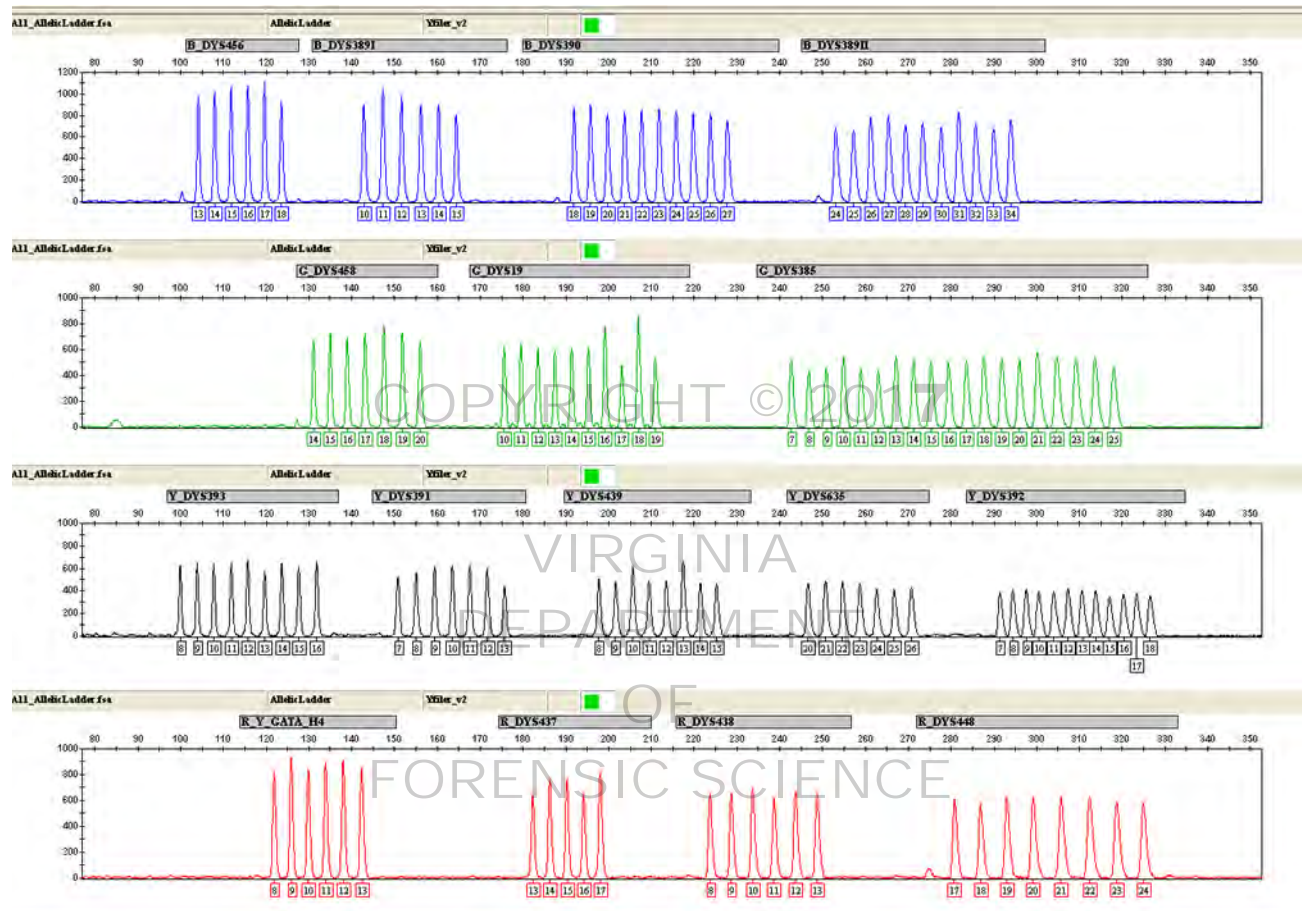 A11_AllelicLadder.fsa AllelicLadder Yfiler_v2
B_DYS456 B_DYS389I B_DYS390 B_DYS389II
80 90 100 110 120 130 140 150 160 170 180 190 200 210 220 230 240 250 260 270 280 290 300 310 320 330 340 350
1200
1000
800
600
400
200
0
13 14 15 16 17 18 10 11 12 13 14 15 18 19 20 21 22 23 24 25 26 27 24 25 26 27 28 29 30 31 32 33 34
A11_AllelicLadder.fsa AllelicLadder Yfiler_v2
G_DYS458 G_DYS19 G_DYS385
80 90 100 110 120 130 140 150 160 170 180 190 200 210 220 230 240 250 260 270 280 290 300 310 320 330 340 350
1000
800
600
400
200
0
COPYRIGHT © 2017
14 15 16 17 18 19 20 10 11 12 13 14 15 16 17 18 19 7 8 9 10 11 12 13 14 15 16 17 18 19 20 21 22 23 24 25
A11_AllelicLadder.fsa AllelicLadder Yfiler_v2
Y_DYS393 Y_DYS391 Y_DYS439 Y_DYS635 Y_DYS392
80 90 100 110 120 130 140 150 160 170 180 190 200 210 220 230 240 250 260 270 280 290 300 310 320 330 340 350
1000
800
600
400
200
0
VIRGINIA
DEPARTMENT
8 9 10 11 12 13 14 15 16 7 8 9 10 11 12 13 8 9 10 11 12 13 14 15 20 21 22 23 24 25 26 7 8 9 10 11 12 13 14 15 16 18
17
A11_AllelicLadder.fsa AllelicLadder Yfiler_v2
OF
R_Y_GATA_H4 R_DYS437 R_DYS438 R_DYS448
80 90 100 110 120 130 140 150 160 170 180 190 200 210 220 230 240 250 260 270 280 290 300 310 320 330 340 350
1000
800
600
400
200
0
FORENSIC SCIENCE
8 9 10 11 12 13 13 14 15 16 17 8 9 10 11 12 13 17 18 19 20 21 22 23 24